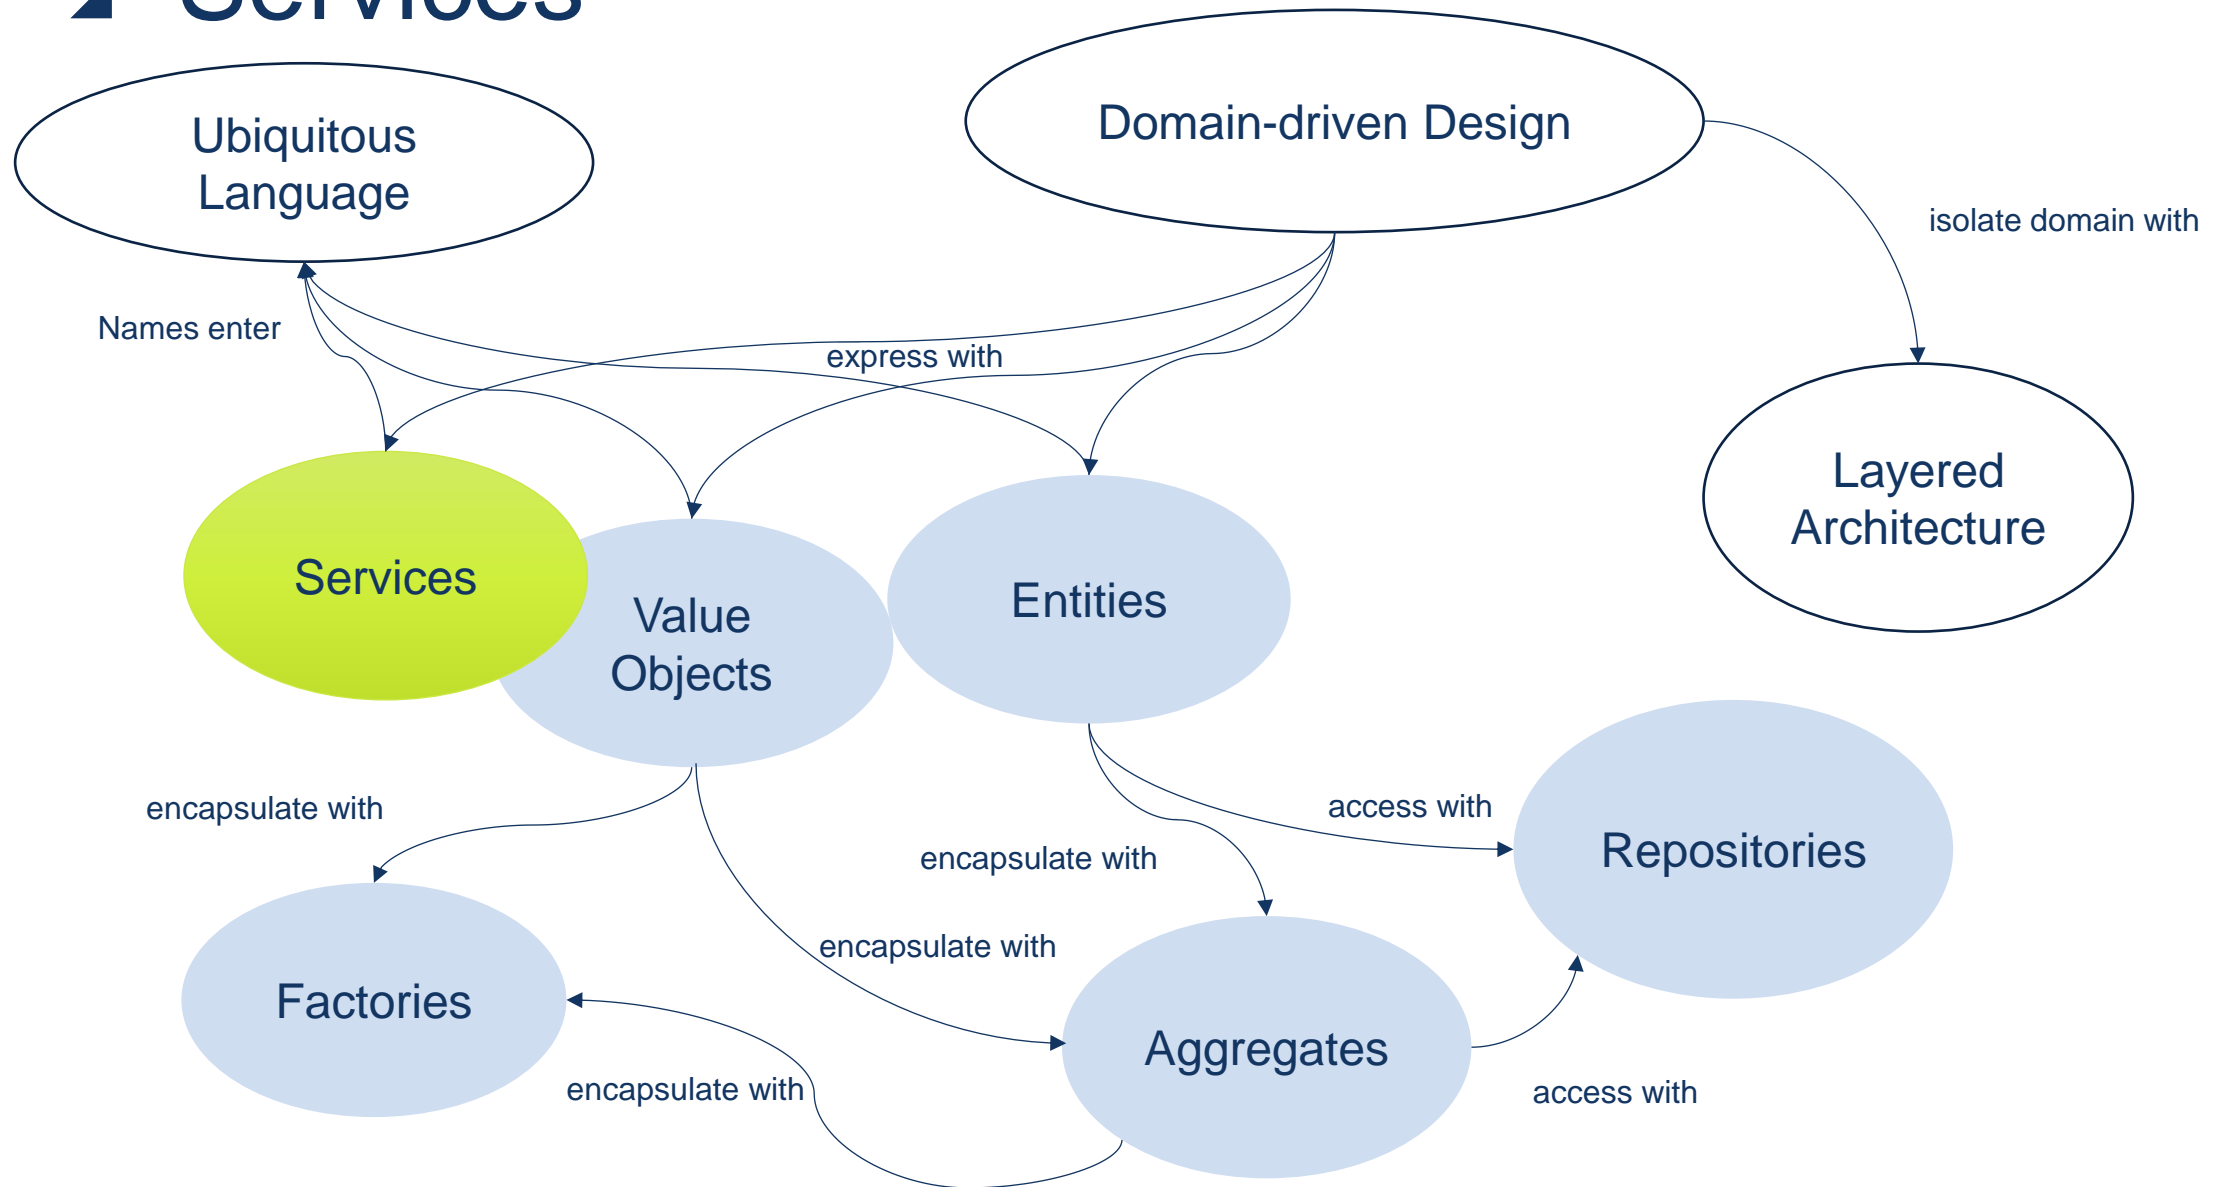 Services
Ubiquitous
Language
Domain-driven Design
isolate domain with
Names enter
express with
Layered
Architecture
Services
Value
Objects
Entities
encapsulate with
access with
encapsulate with
Repositories
encapsulate with
Factories
Aggregates
encapsulate with
access with